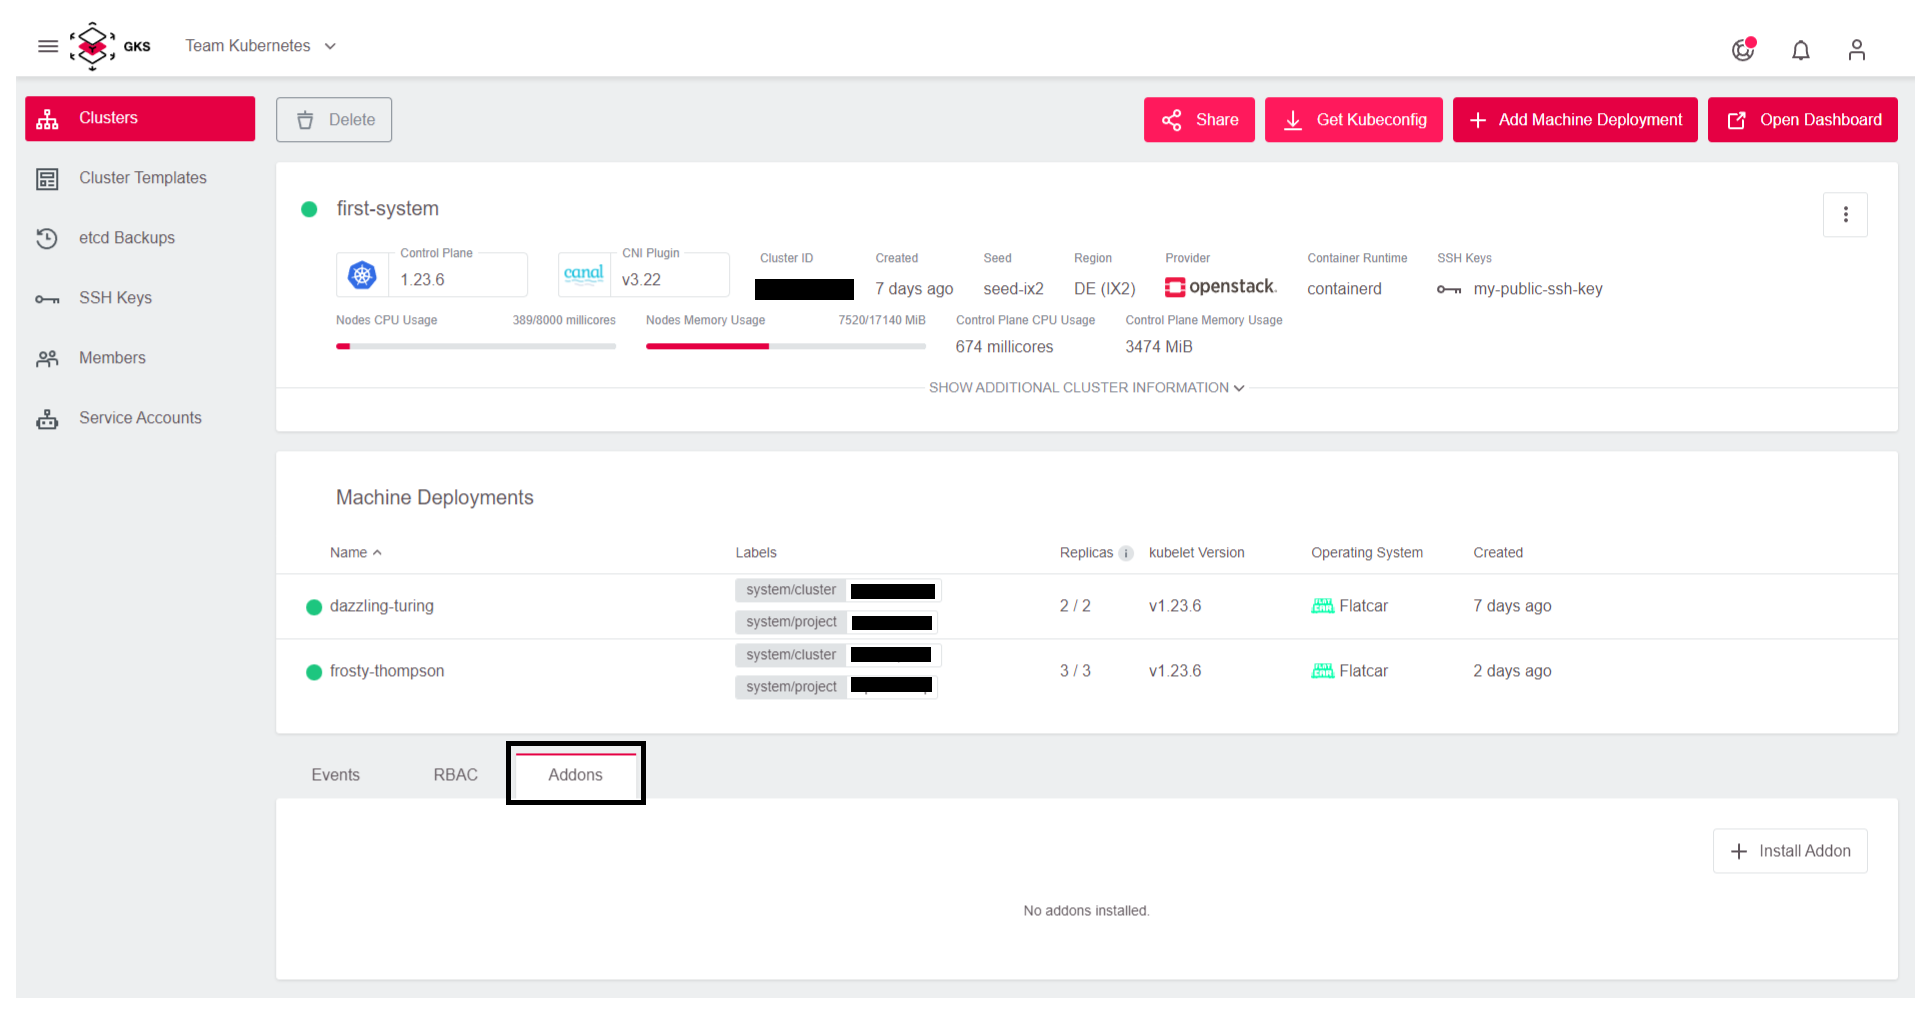 GKS Team Kubernetes
Clusters
Cluster Templates
etcd Backups
SSH Keys
Members
Service Accounts
Delete Share Get Kubeconfig Add Machine Deployment Open Dashboard
first-system
Control Plane CNI Plugin Cluster ID Created Seed Region Provider Container Runtime SSH Keys
1.23.6 canal v3.22 7 days ago seed-ix2 DE (IX2) openstack. containerd my-public-ssh-key
Nodes CPU Usage 389/8000 millicores Nodes Memory Usage 7520/17140 MiB Control Plane CPU Usage Control Plane Memory Usage
674 millicores 3474 MiB
SHOW ADDITIONAL CLUSTER INFORMATION
Machine Deployments
Name Labels Replicas i kubelet Version Operating System Created
system/cluster
dazzling-turing 2 / 2 v1.23.6 FLAT CAR Flatcar 7 days ago
system/project
system/cluster
frosty-thompson 3 / 3 v1.23.6 FLAT CAR Flatcar 2 days ago
system/project
Events RBAC Addons
Install Addon
No addons installed.